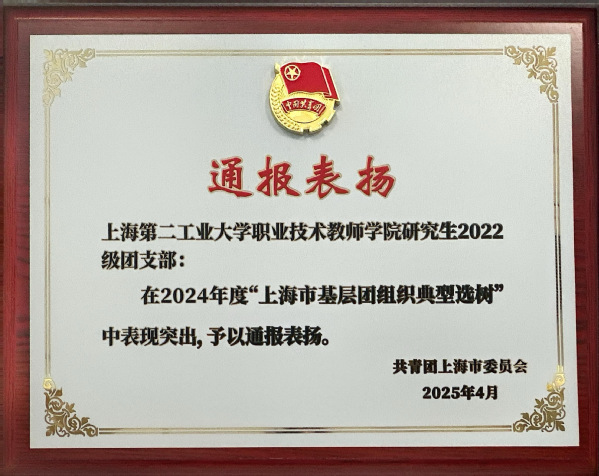 中国共青团
通报表扬
上海第二工业大学职业技术教师学院研究生2022
级团支部：
在2024年度“上海市基层团组织典型选树”
中表现突出，予以通报表扬。
共青团上海市委员会
2025年4月